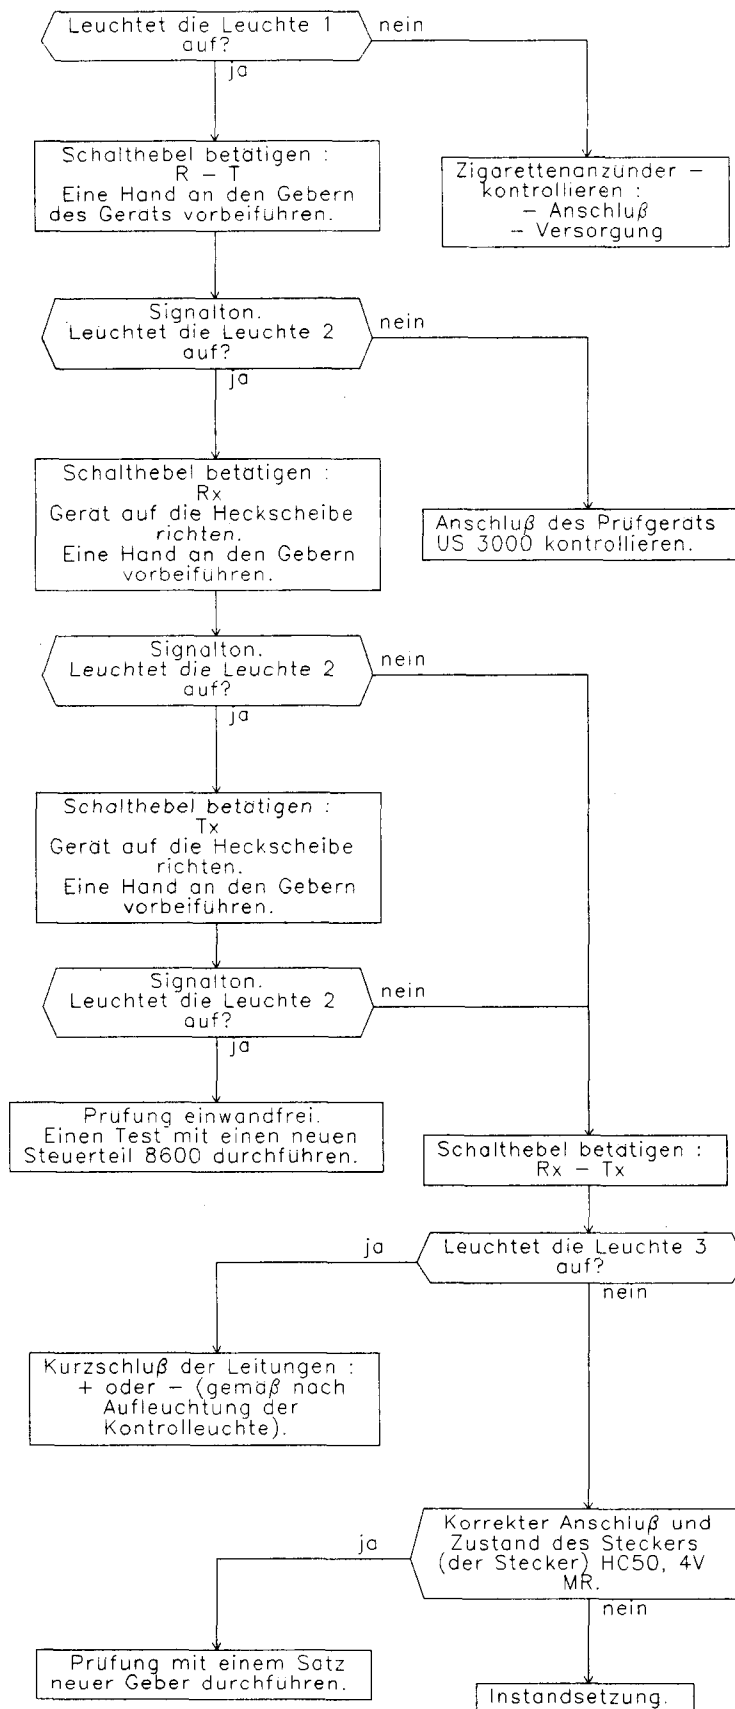 Leuchtet die Leuchte 1
auf?
nein
ja
Schalthebel betätigen :
R – T
Eine Hand an den Gebern
des Geräts vorbeiführen.
Zigarettenanzünder –
kontrollieren :
– Anschluß
– Versorgung
Signalton.
Leuchtet die Leuchte 2
auf?
nein
ja
Schalthebel betätigen :
Rx
Gerät auf die Heckscheibe
richten.
Eine Hand an den Gebern
vorbeiführen.
Anschluß des Prüfgeräts
US 3000 kontrollieren.
Signalton.
Leuchtet die Leuchte 2
auf?
nein
ja
Schalthebel betätigen :
Tx
Gerät auf die Heckscheibe
richten.
Eine Hand an den Gebern
vorbeiführen.
Signalton.
Leuchtet die Leuchte 2
auf?
nein
ja
Prüfung einwandfrei.
Einen Test mit einen neuen
Steuerteil 8600 durchführen.
Schalthebel betätigen :
Rx – Tx
Leuchtet die Leuchte 3
auf?
ja
nein
Kurzschluß der Leitungen :
+ oder – (gemäß nach
Aufleuchtung der
Kontrolleuchte).
Korrekter Anschluß und
Zustand des Steckers
(der Stecker) HC50, 4V
MR.
ja
nein
Prüfung mit einem Satz
neuer Geber durchführen.
Instandsetzung.